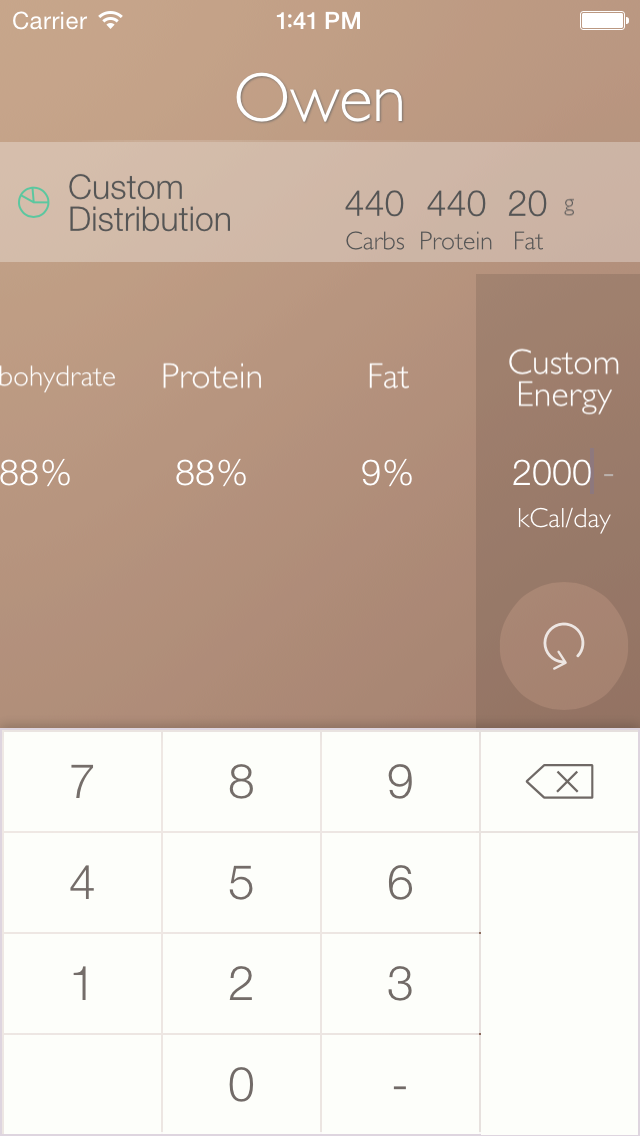 Carrier 1:41 PM
Owen
Custom
Distribution
440 440 20 g
Carbs Protein Fat
bohydrate Protein Fat
Custom
Energy
88% 88% 9% 2000 -
kCal/day
7 8 9
4 5 6
1 2 3
0 -